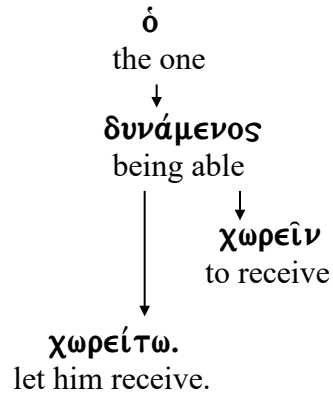 ὁ
the one
δυνάμενος
being able
χωρεῖν
to receive
χωρείτω.
let him receive.